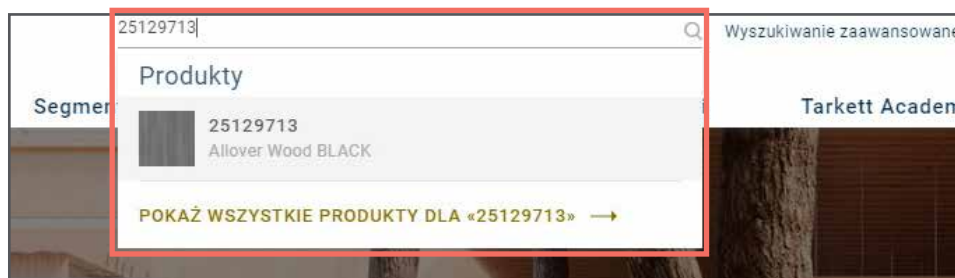 25129713
Wyszukiwanie zaawansowane
Produkty
Segmen
Tarkett Academ
25129713
Allover Wood BLACK
POKAŻ WSZYSTKIE PRODUKTY DLA «25129713» →